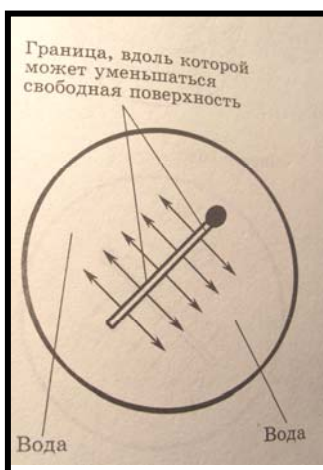 Граница, вдоль которой
может уменьшаться
свободная поверхность
Вода
Вода